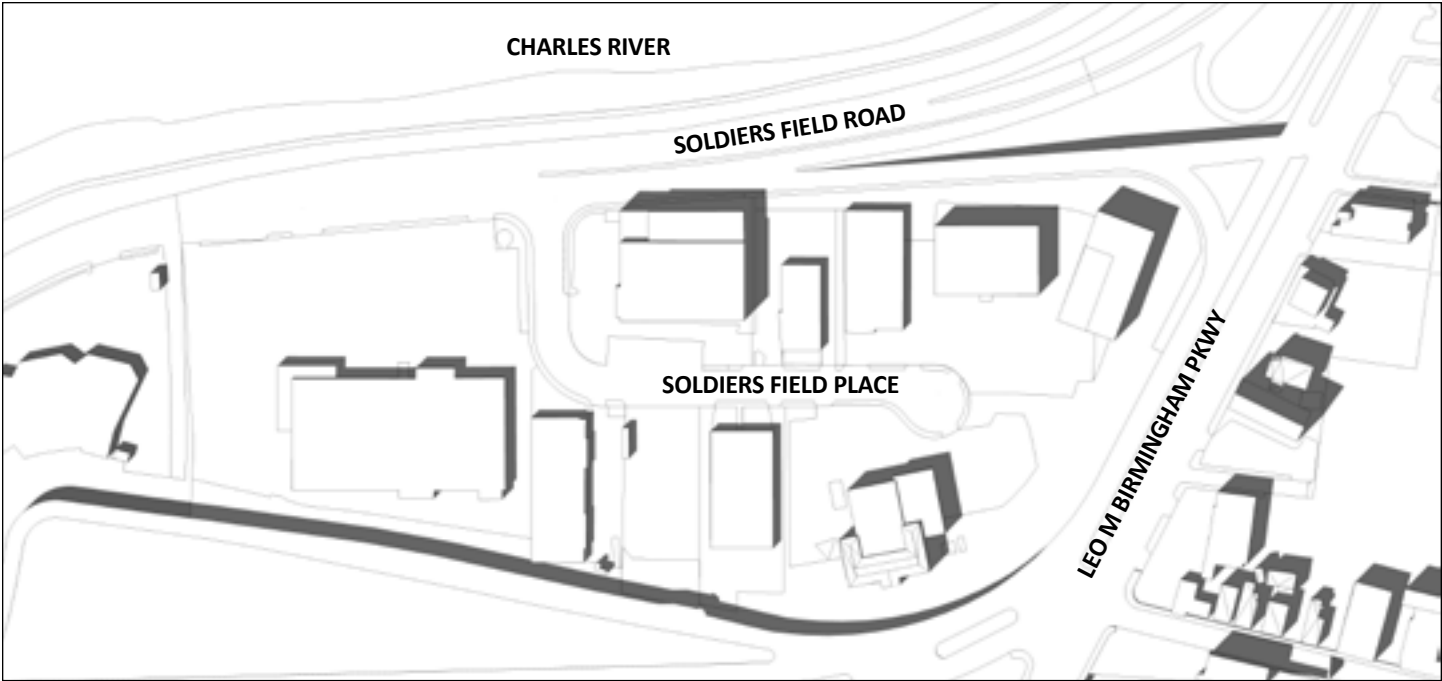 CHARLES RIVER
SOLDIERS FIELD ROAD
SOLDIERS FIELD PLACE
LEO M BIRMINGHAM PKWY